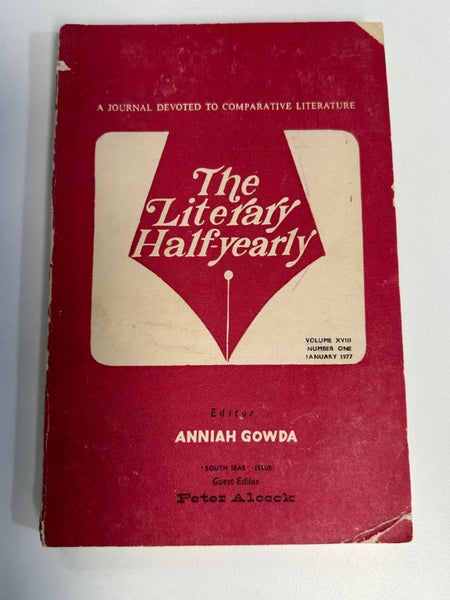 A JOURNAL DEVOTED TO COMPARATIVE LITERATURE
The
Literary
Half-yearly
VOLUME XVIII
NUMBER ONE
JANUARY 1977
Editor
ANNIAH GOWDA
'SOUTH SEAS' ISSUE
Guest Editor
Peter Alcock